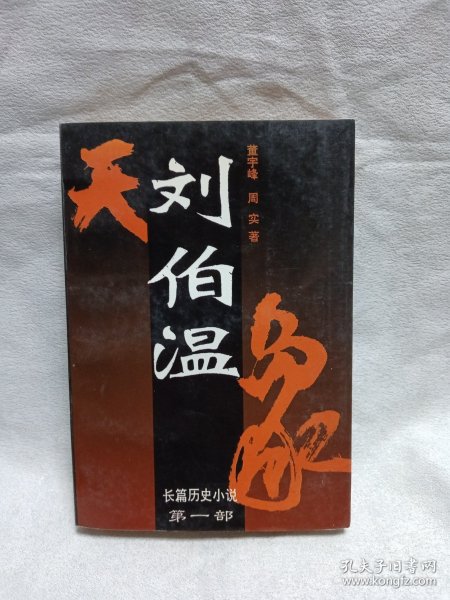 天
刘伯温
董宇峰 周实 著
象
长篇历史小说
第一部
孔夫子旧书网
www.kongfz.com